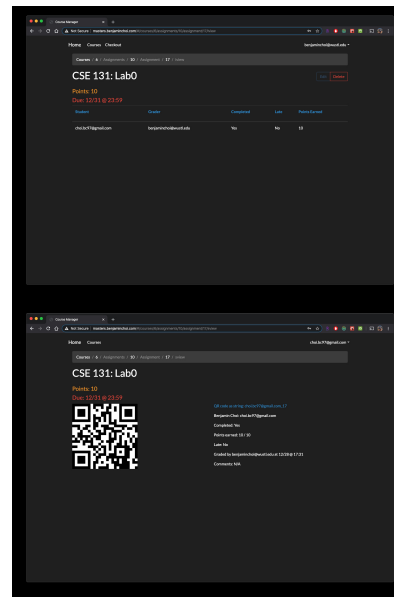 Course Manager
Not Secure
Home Courses Checkout
benjaminchoi@wustl.edu
Courses / 6 / Assignments / 10 / Assignment / 17 / view
CSE 131: Lab0
Edit Delete
Points: 10
Due: 12/31 @ 23:59
Student Grader Completed Late Points Earned
choi.bc97@gmail.com benjaminchoi@wustl.edu Yes No 10
Course Manager
Not Secure
Home Courses
choi.bc97@gmail.com
Courses / 6 / Assignments / 10 / Assignment / 17 / view
CSE 131: Lab0
Points: 10
Due: 12/31 @ 23:59
Benjamin Choi: choi.bc97@gmail.com
Completed: Yes
Points earned: 10 / 10
Late: No
Graded by benjaminchoi@wustl.edu at 12/28 @ 17:21
Comments: N/A